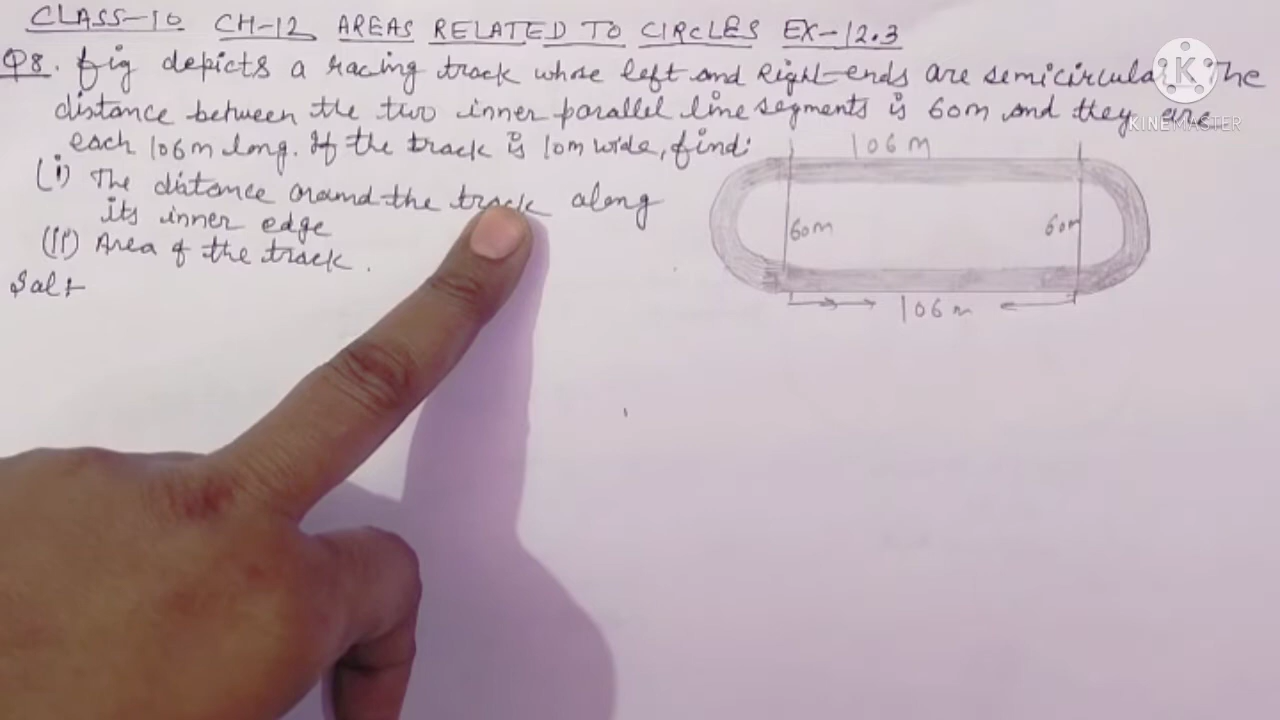 CLASS-10 CH-12 AREAS RELATED TO CIRCLES EX-12.3
Q8. fig depicts a racing track whose left and Right-ends are semicircular. The
distance between the two inner parallel line segments is 60m and they are
each 106m long. If the track is 10m wide, find:
(i) The distance around the track along
its inner edge
(ii) Area of the track.
Sol:-
106 m
60m
60m
106 m
K
KINEMASTER